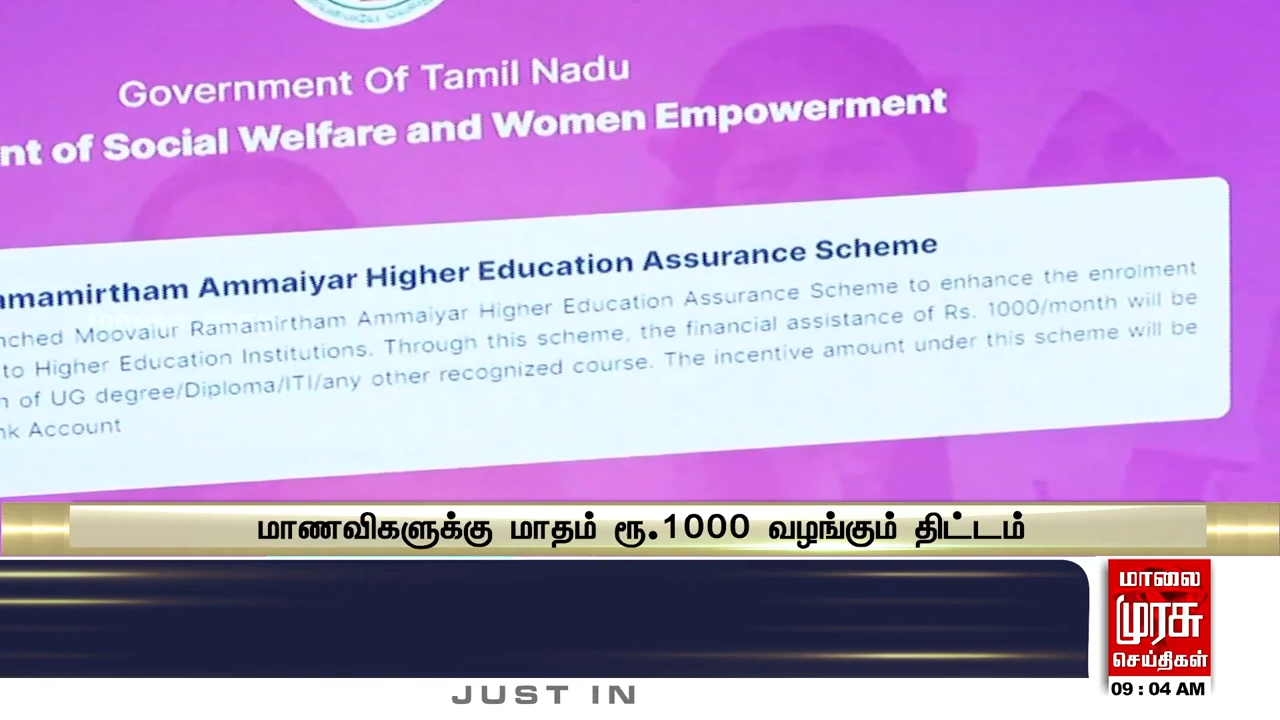 Government Of Tamil Nadu
nt of Social Welfare and Women Empowerment
mamirtham Ammaiyar Higher Education Assurance Scheme
nched Moovalur Ramamirtham Ammaiyar Higher Education Assurance Scheme to enhance the enrolment
to Higher Education Institutions. Through this scheme, the financial assistance of Rs. 1000/month will be
n of UG degree/Diploma/ITI/any other recognized course. The incentive amount under this scheme will be
nk Account
மாணவிகளுக்கு மாதம் ரூ.1000 வழங்கும் திட்டம்
மாலை
முரசு
செய்திகள்
09 : 04 AM
JUST IN